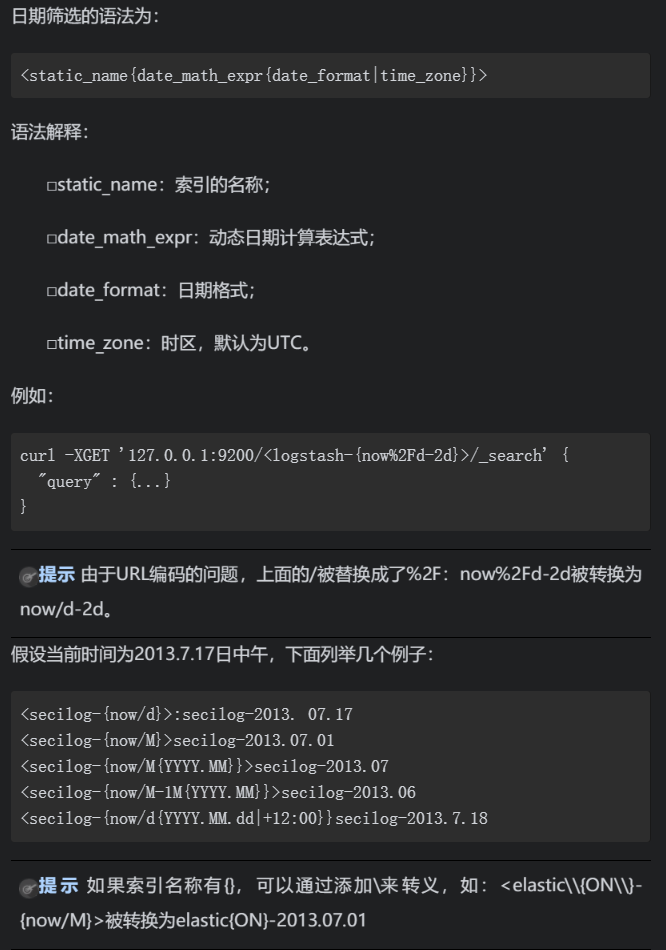 日期筛选的语法为：
<static_name{date_math_expr{date_format|time_zone}}>
语法解释：
□static_name：索引的名称；
□date_math_expr：动态日期计算表达式；
□date_format：日期格式；
□time_zone：时区，默认为UTC。
例如：
curl -XGET '127.0.0.1:9200/<logstash-{now%2Fd-2d}>/_search' {
"query" : {...}
}
提示 由于URL编码的问题，上面的/被替换成了%2F：now%2Fd-2d被转换为
now/d-2d。
假设当前时间为2013.7.17日中午，下面列举几个例子：
<secilog-{now/d}>:secilog-2013. 07.17
<secilog-{now/M}>secilog-2013.07.01
<secilog-{now/M{YYYY.MM}}>secilog-2013.07
<secilog-{now/M-1M{YYYY.MM}}>secilog-2013.06
<secilog-{now/d{YYYY.MM.dd|+12:00}}secilog-2013.7.18
提示 如果索引名称有{}，可以通过添加\来转义，如：<elastic\\{ON\\}-
{now/M}>被转换为elastic{ON}-2013.07.01